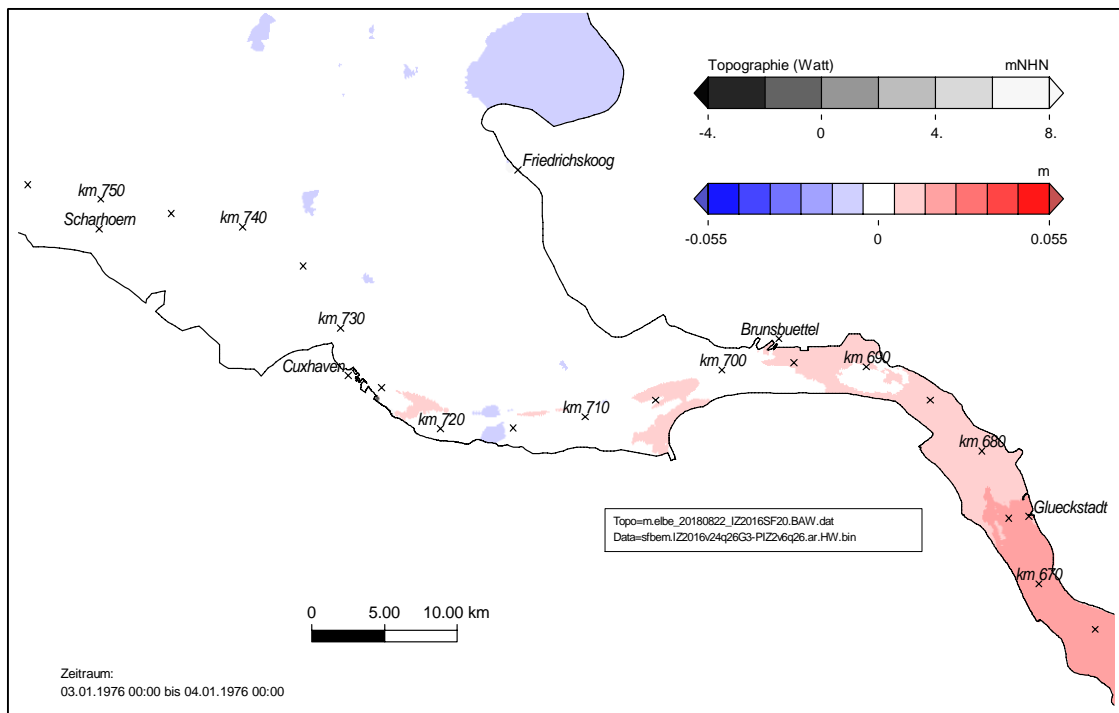 Topographie (Watt) mNHN
-4. 0 4. 8.
m
-0.055 0 0.055
Friedrichskoog
km 750
Scharhoern
km 740
km 730
Cuxhaven
km 720
km 710
km 700
Brunsbuettel
km 690
km 680
Glueckstadt
km 670
Topo=m.elbe_20180822_IZ2016SF20.BAW.dat
Data=sfbem.IZ2016v24q26G3-PIZ2v6q26.ar.HW.bin
0 5.00 10.00 km
Zeitraum:
03.01.1976 00:00 bis 04.01.1976 00:00